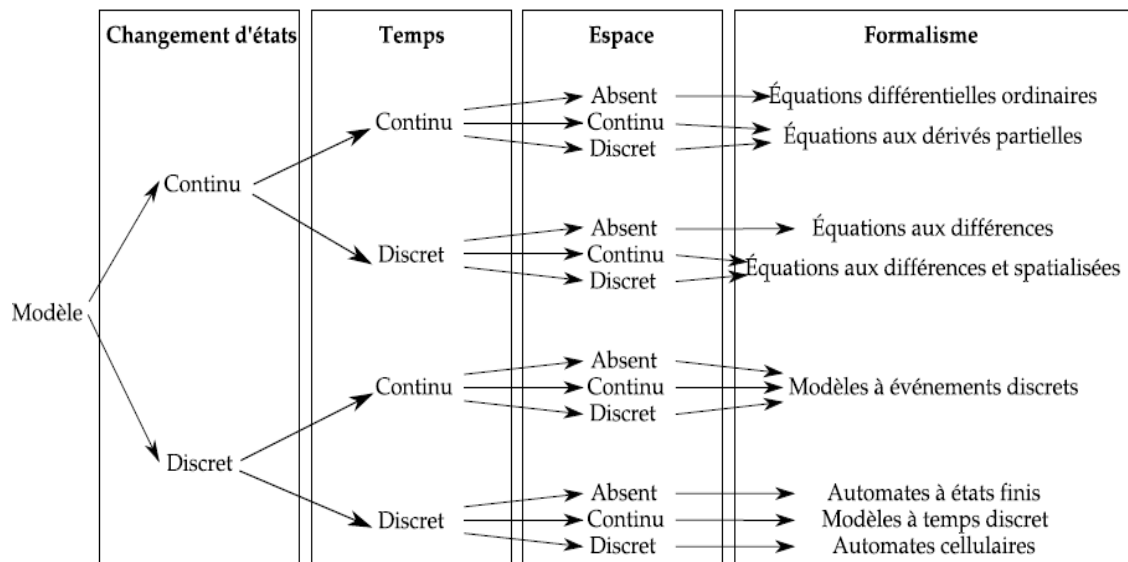 Changement d'états Temps Espace Formalisme
Absent Équations différentielles ordinaires
Continu Continu
Discret Équations aux dérivés partielles
Continu
Absent Équations aux différences
Discret Continu
Discret Équations aux différences et spatialisées
Modèle
Absent
Continu Continu Modèles à événements discrets
Discret
Discret
Absent Automates à états finis
Discret Continu Modèles à temps discret
Discret Automates cellulaires